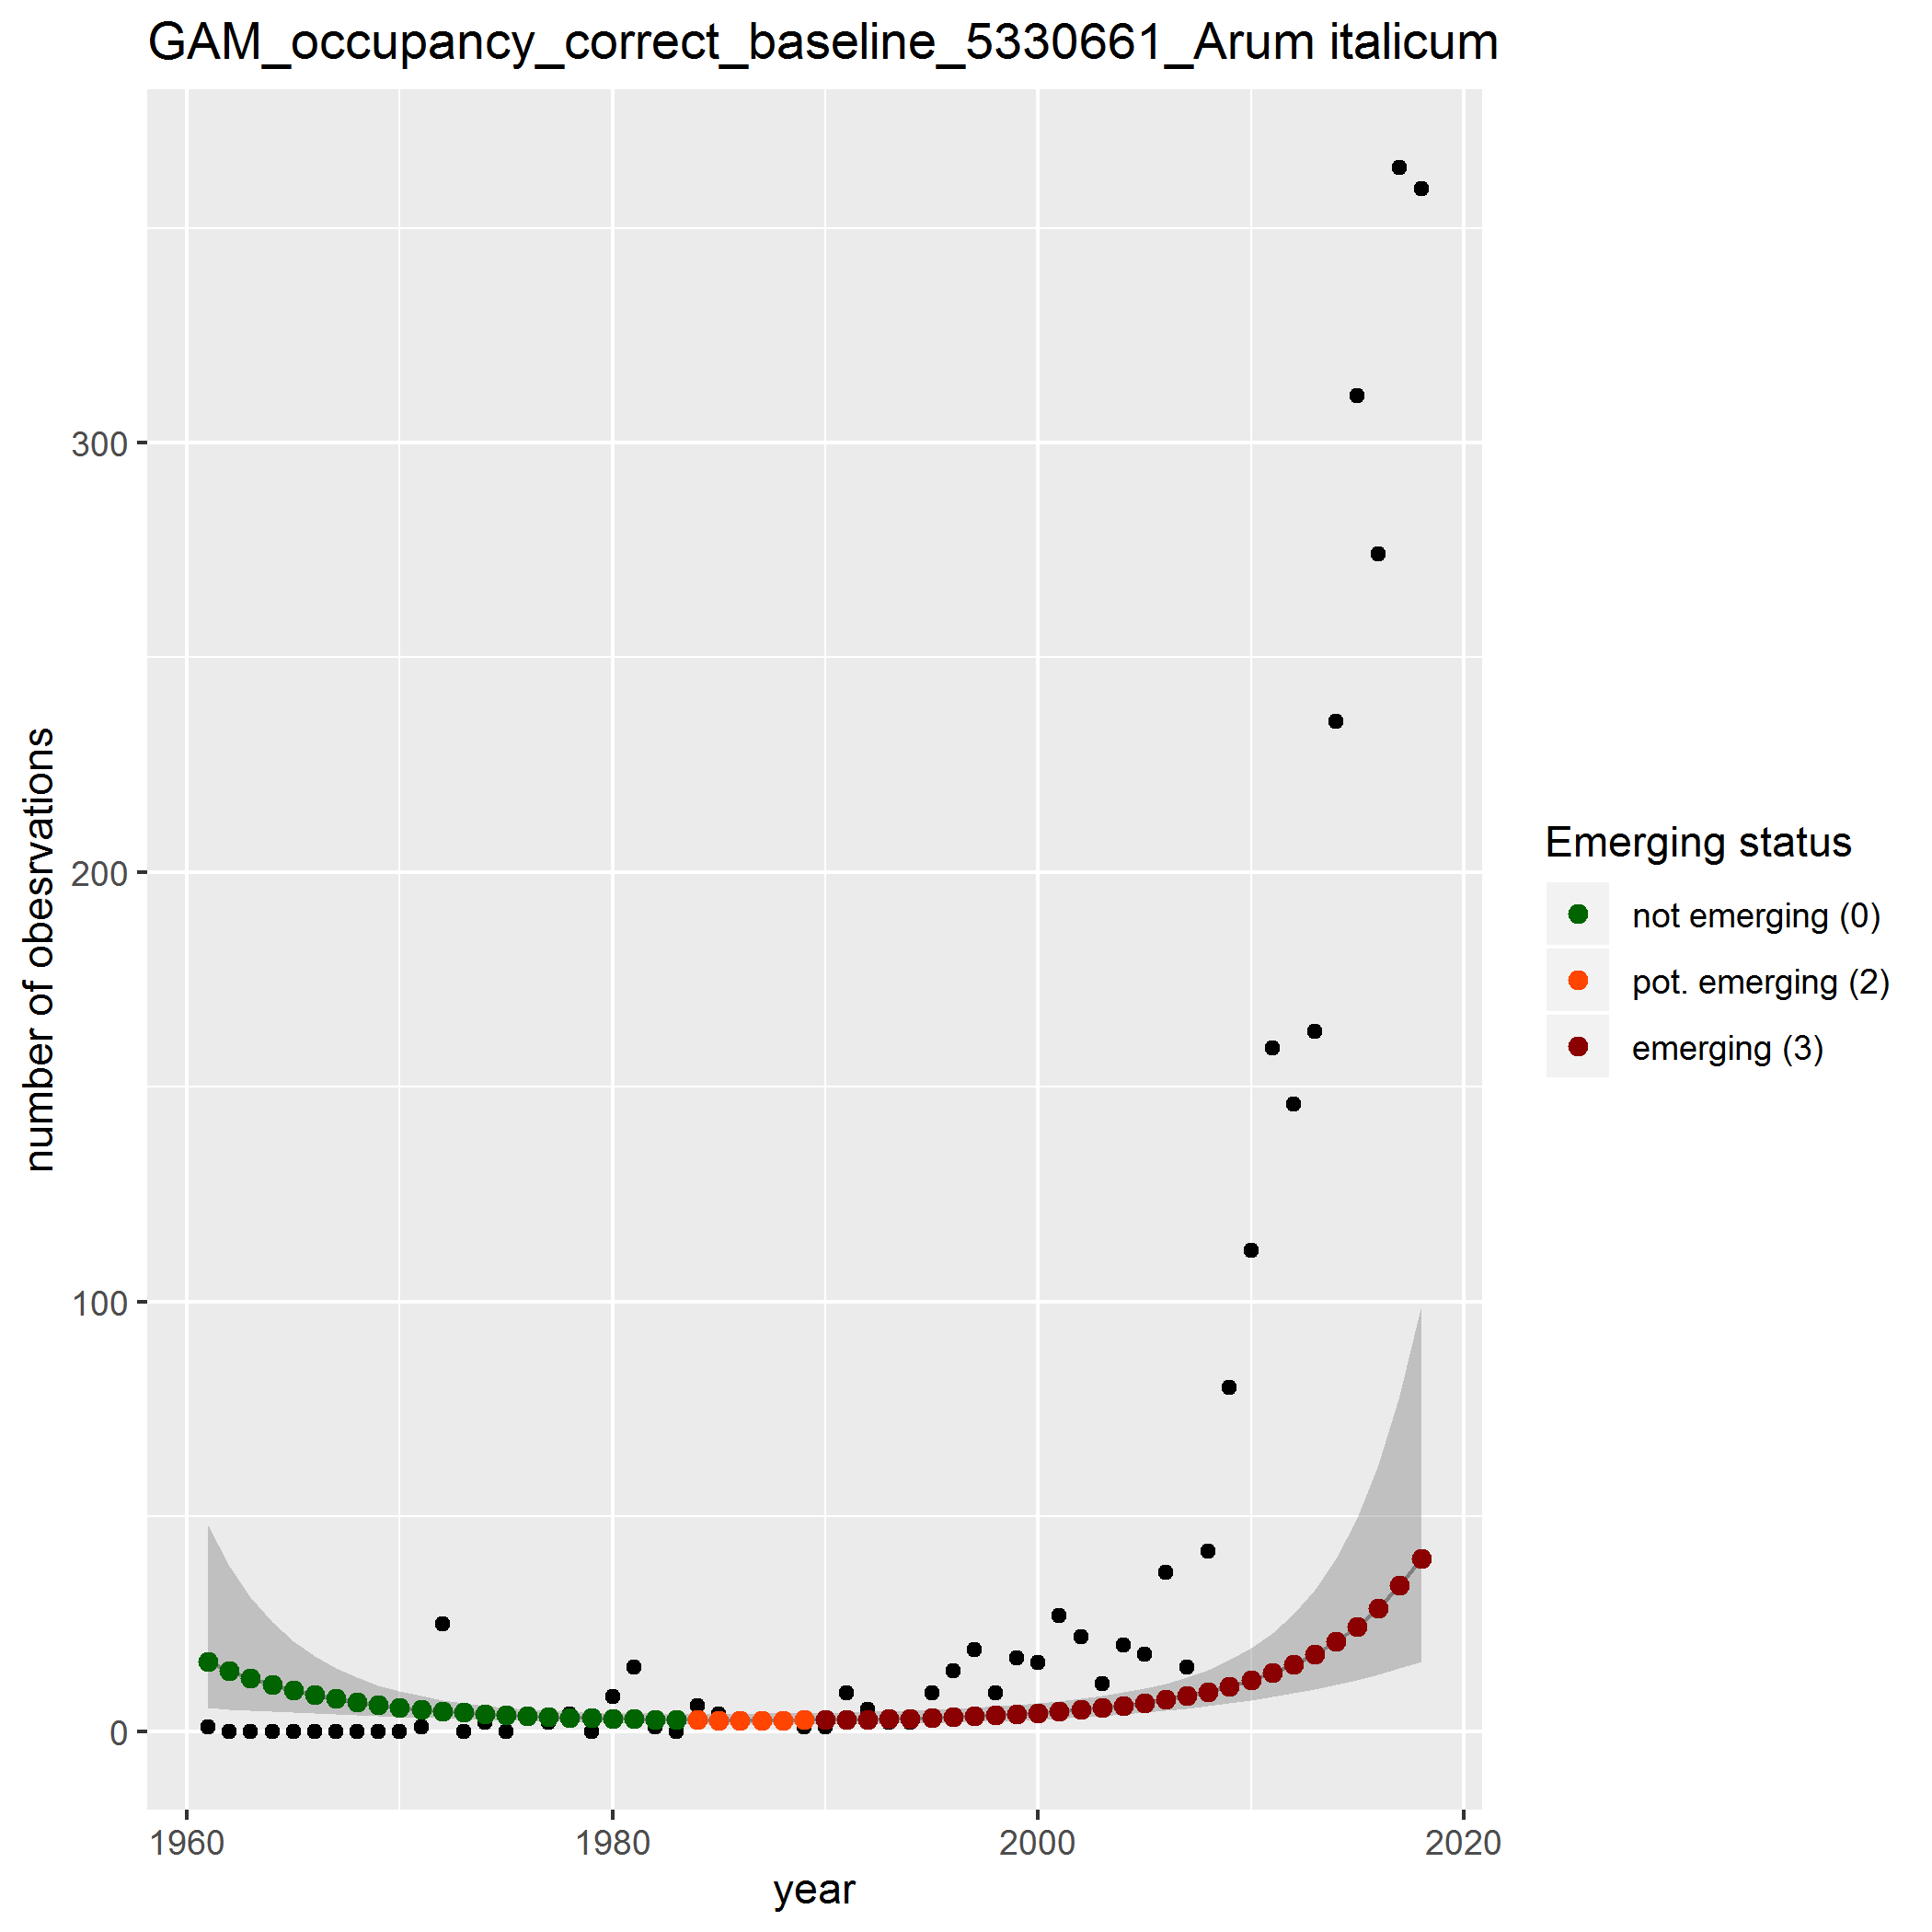 GAM_occupancy_correct_baseline_5330661_Arum italicum
number of obesrvations
300
200
100
0
1960
1980
2000
2020
year
Emerging status
not emerging (0)
pot. emerging (2)
emerging (3)